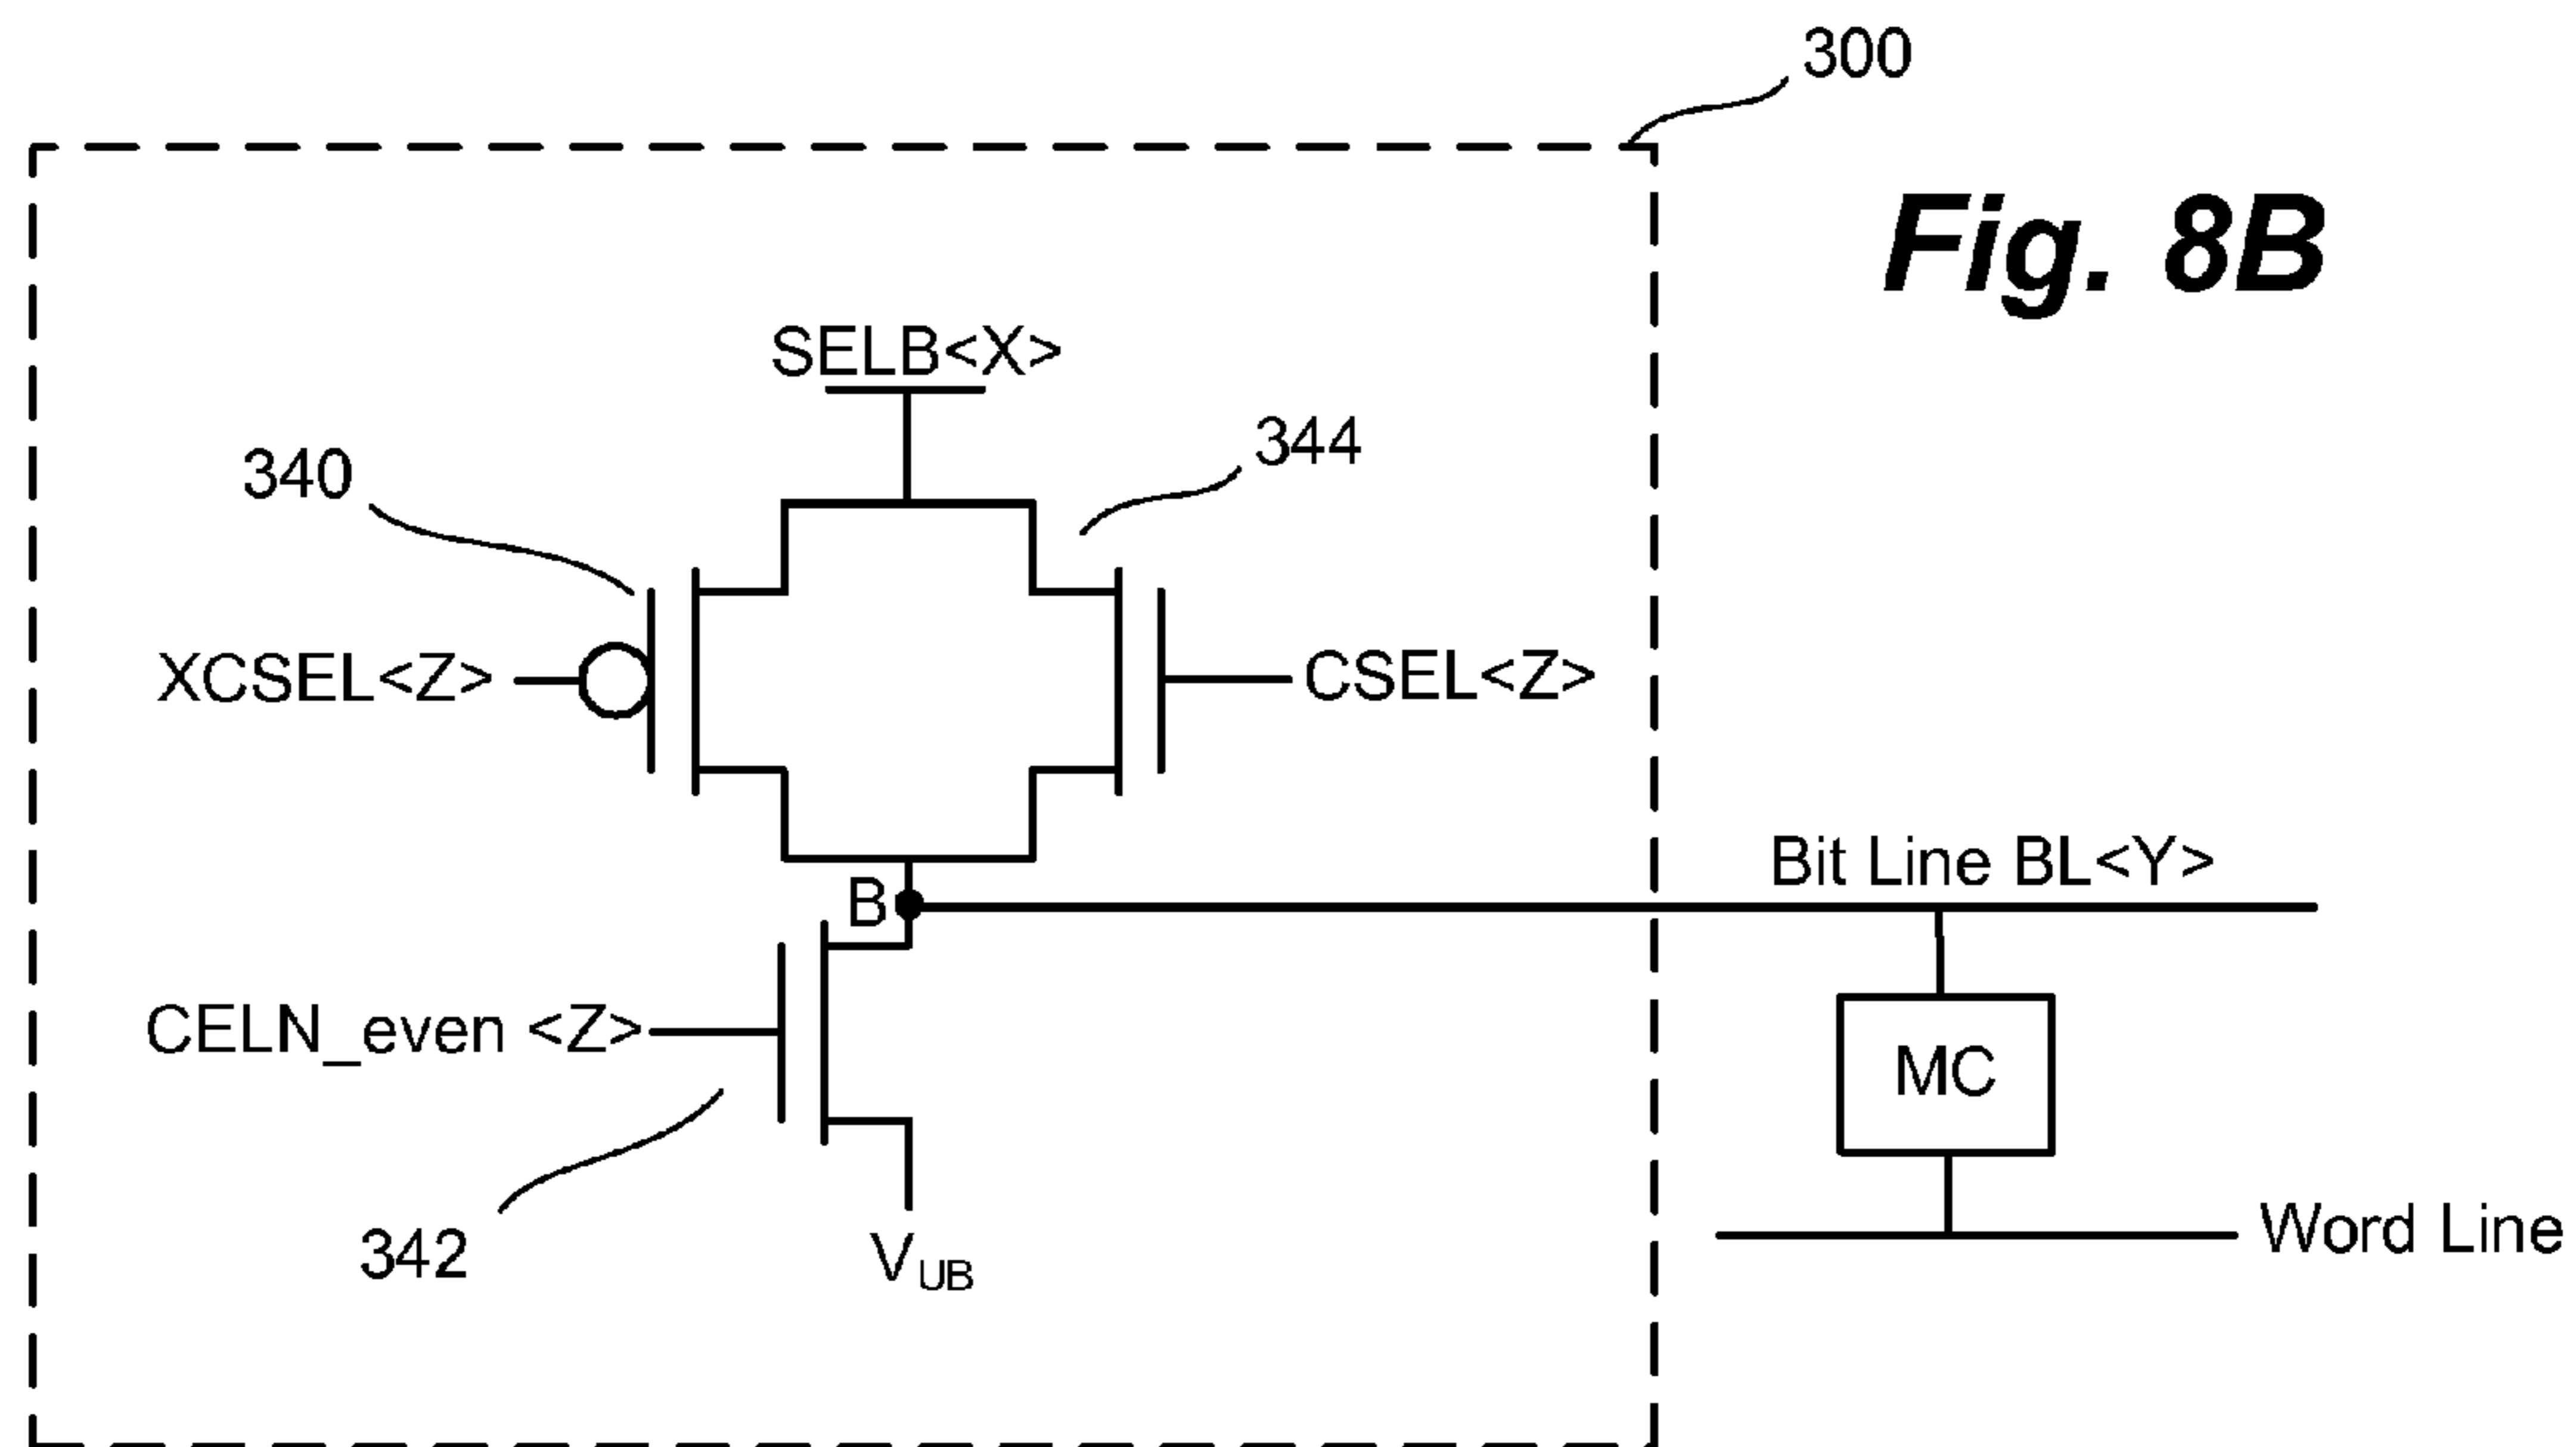 300
Fig. 8B
SELB<X>
340
344
XCSEL<Z>
CSEL<Z>
Bit Line BL<Y>
B
CELN_even <Z>
MC
342
VUB
Word Line